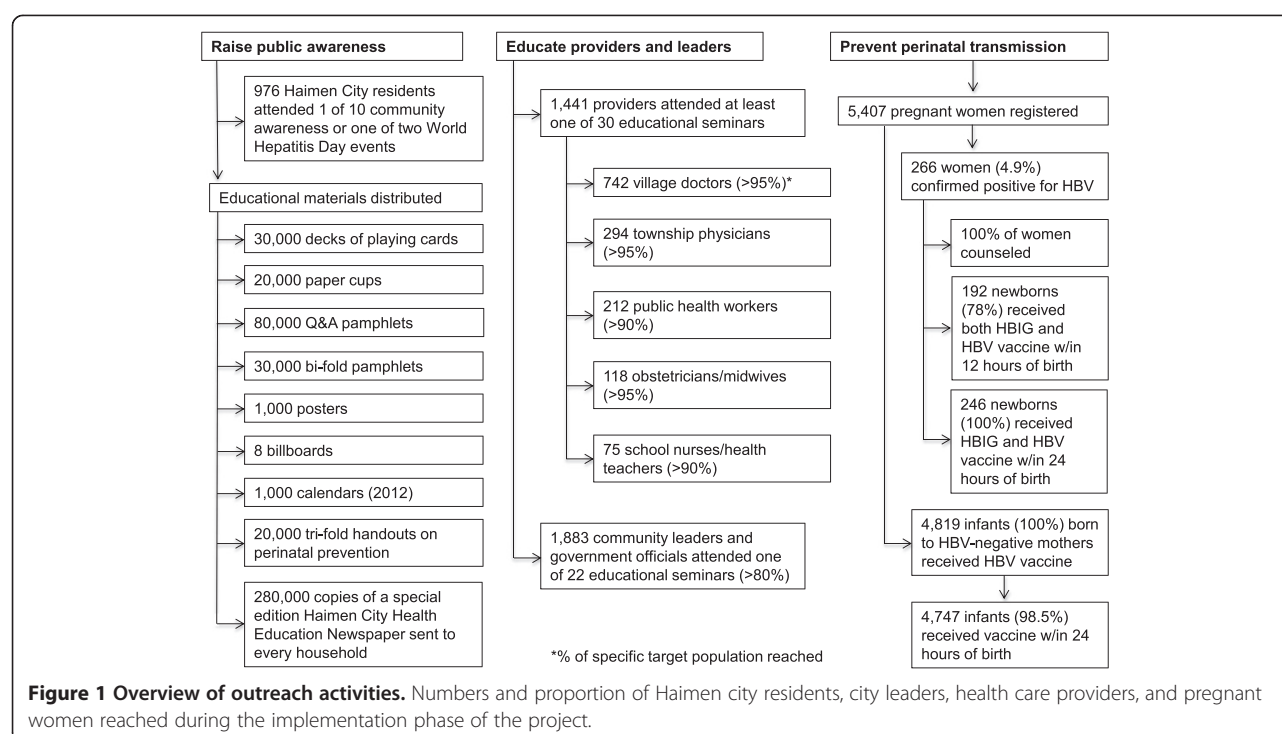 Raise public awareness
976 Haimen City residents
attended 1 of 10 community
awareness or one of two World
Hepatitis Day events
Educational materials distributed
30,000 decks of playing cards
20,000 paper cups
80,000 Q&A pamphlets
30,000 bi-fold pamphlets
1,000 posters
8 billboards
1,000 calendars (2012)
20,000 tri-fold handouts on
perinatal prevention
280,000 copies of a special
edition Haimen City Health
Education Newspaper sent to
every household
Educate providers and leaders
1,441 providers attended at least
one of 30 educational seminars
742 village doctors (>95%)*
294 township physicians
(>95%)
212 public health workers
(>90%)
118 obstetricians/midwives
(>95%)
75 school nurses/health
teachers (>90%)
1,883 community leaders and
government officials attended one
of 22 educational seminars (>80%)
*% of specific target population reached
Prevent perinatal transmission
5,407 pregnant women registered
266 women (4.9%)
confirmed positive for HBV
100% of women
counseled
192 newborns
(78%) received
both HBIG and
HBV vaccine w/in
12 hours of birth
246 newborns
(100%) received
HBIG and HBV
vaccine w/in 24
hours of birth
4,819 infants (100%) born
to HBV-negative mothers
received HBV vaccine
4,747 infants (98.5%)
received vaccine w/in 24
hours of birth
Figure 1 Overview of outreach activities. Numbers and proportion of Haimen city residents, city leaders, health care providers, and pregnant
women reached during the implementation phase of the project.